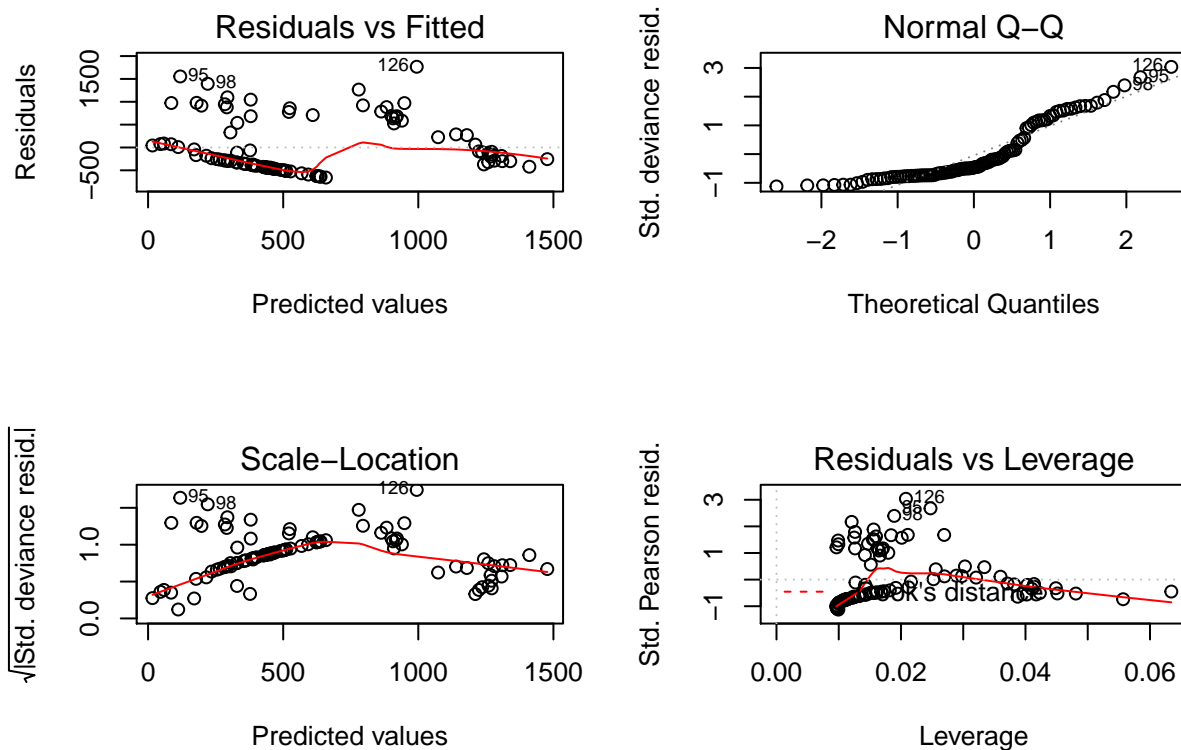 Residuals vs Fitted
Residuals
1500
−500
95
98
126
0 500 1000 1500
Predicted values
Normal Q−Q
Std. deviance resid.
3
1
−1
126
95
98
−2 −1 0 1 2
Theoretical Quantiles
Scale−Location
√|Std. deviance resid.|
1.0
0.0
95
98
126
0 500 1000 1500
Predicted values
Residuals vs Leverage
Std. Pearson resid.
3
1
−1
126
95
98
ok's distan
0.00 0.02 0.04 0.06
Leverage